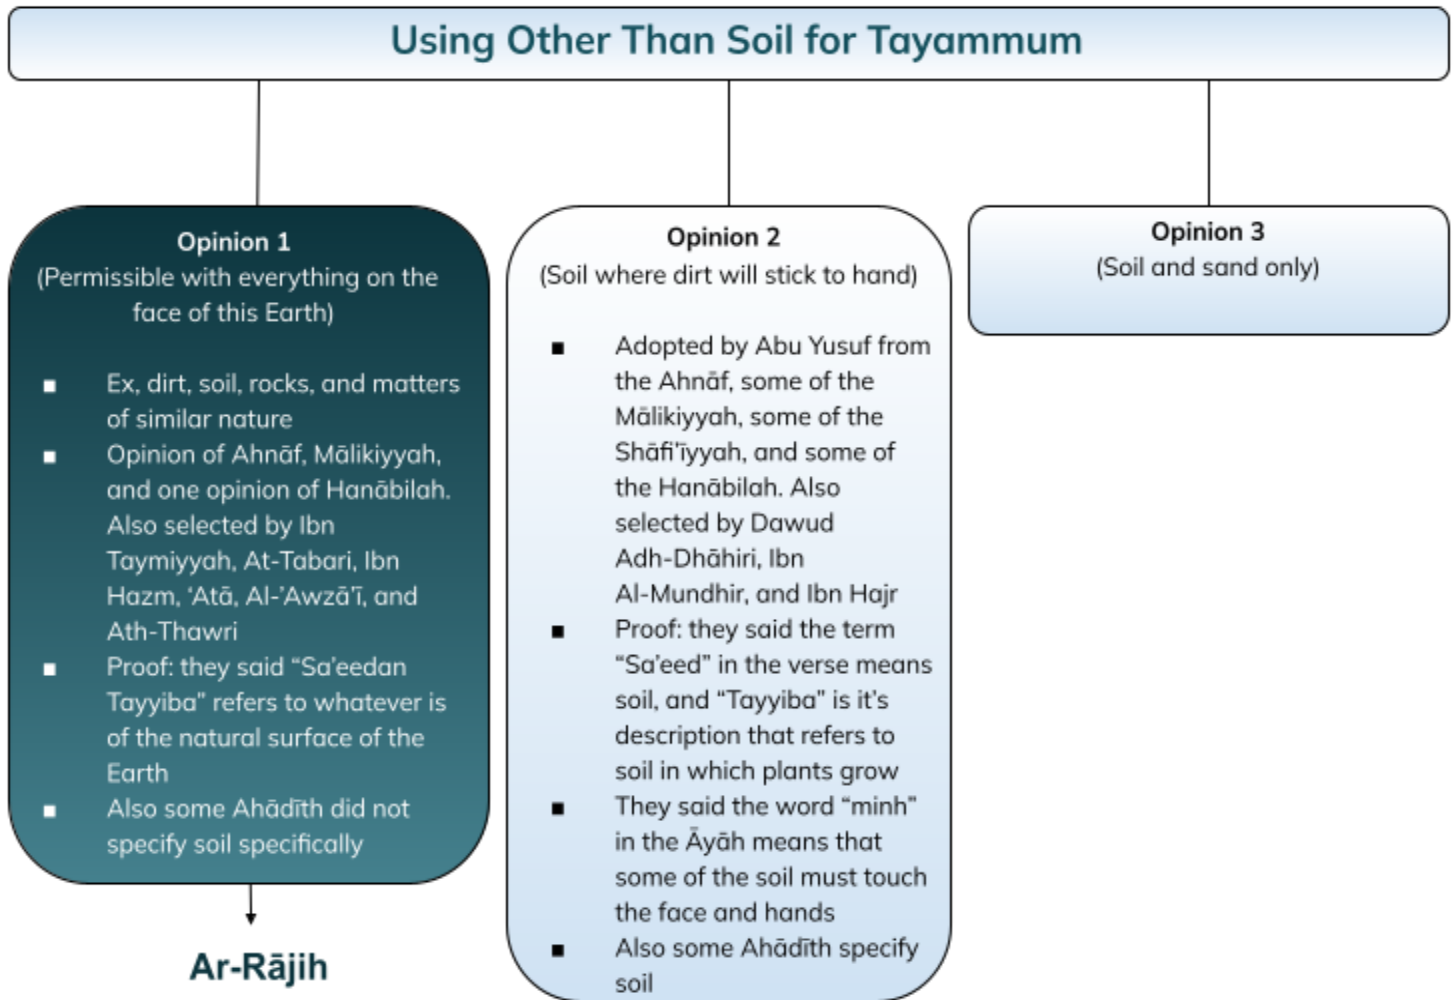 Using Other Than Soil for Tayammum
Opinion 1
(Permissible with everything on the
face of this Earth)
▪ Ex, dirt, soil, rocks, and matters
of similar nature
▪ Opinion of Ahnāf, Mālikiyyah,
and one opinion of Hanābilah.
Also selected by Ibn
Taymiyyah, At-Tabari, Ibn
Hazm, ‘Atā, Al-’Awzā’ī, and
Ath-Thawri
▪ Proof: they said “Sa’eedan
Tayyiba” refers to whatever is
of the natural surface of the
Earth
▪ Also some Ahādīth did not
specify soil specifically
Ar-Rājih
Opinion 2
(Soil where dirt will stick to hand)
▪ Adopted by Abu Yusuf from
the Ahnāf, some of the
Mālikiyyah, some of the
Shāfi’īyyah, and some of
the Hanābilah. Also
selected by Dawud
Adh-Dhāhiri, Ibn
Al-Mundhir, and Ibn Hajr
▪ Proof: they said the term
“Sa’eed” in the verse means
soil, and “Tayyiba” is it’s
description that refers to
soil in which plants grow
▪ They said the word “minh”
in the Āyāh means that
some of the soil must touch
the face and hands
▪ Also some Ahādīth specify
soil
Opinion 3
(Soil and sand only)